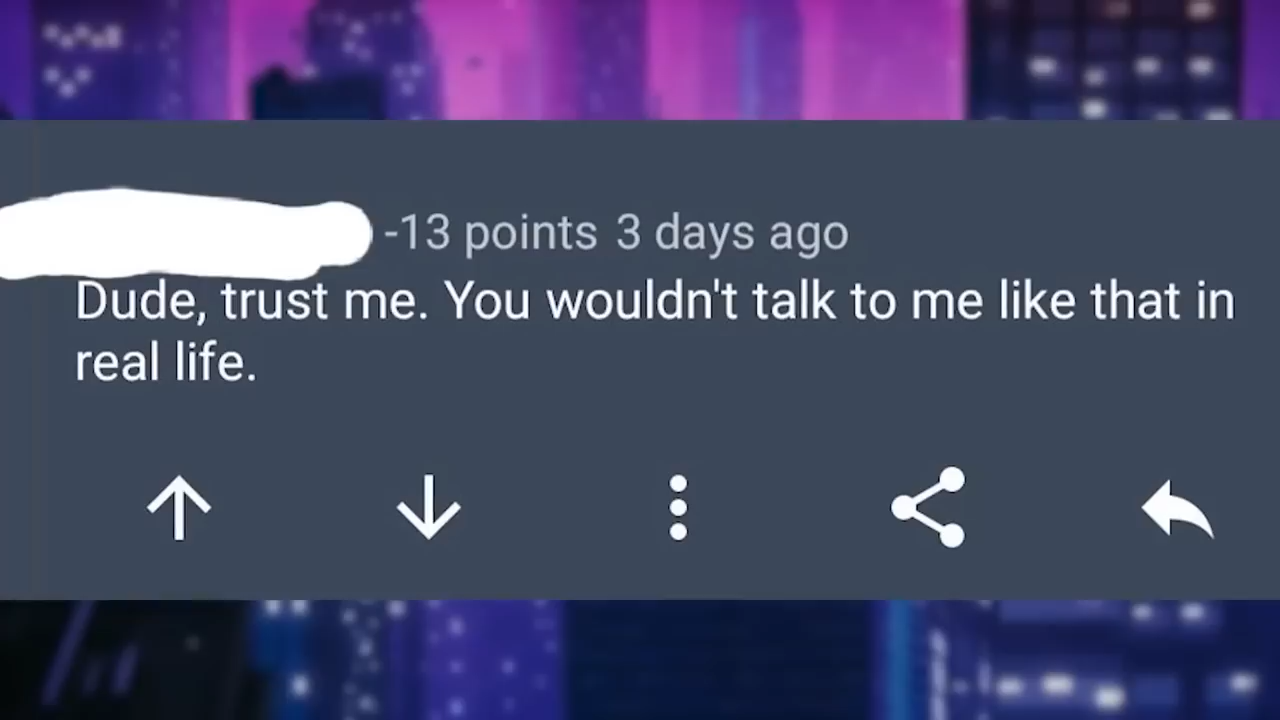 -13 points 3 days ago
Dude, trust me. You wouldn't talk to me like that in
real life.